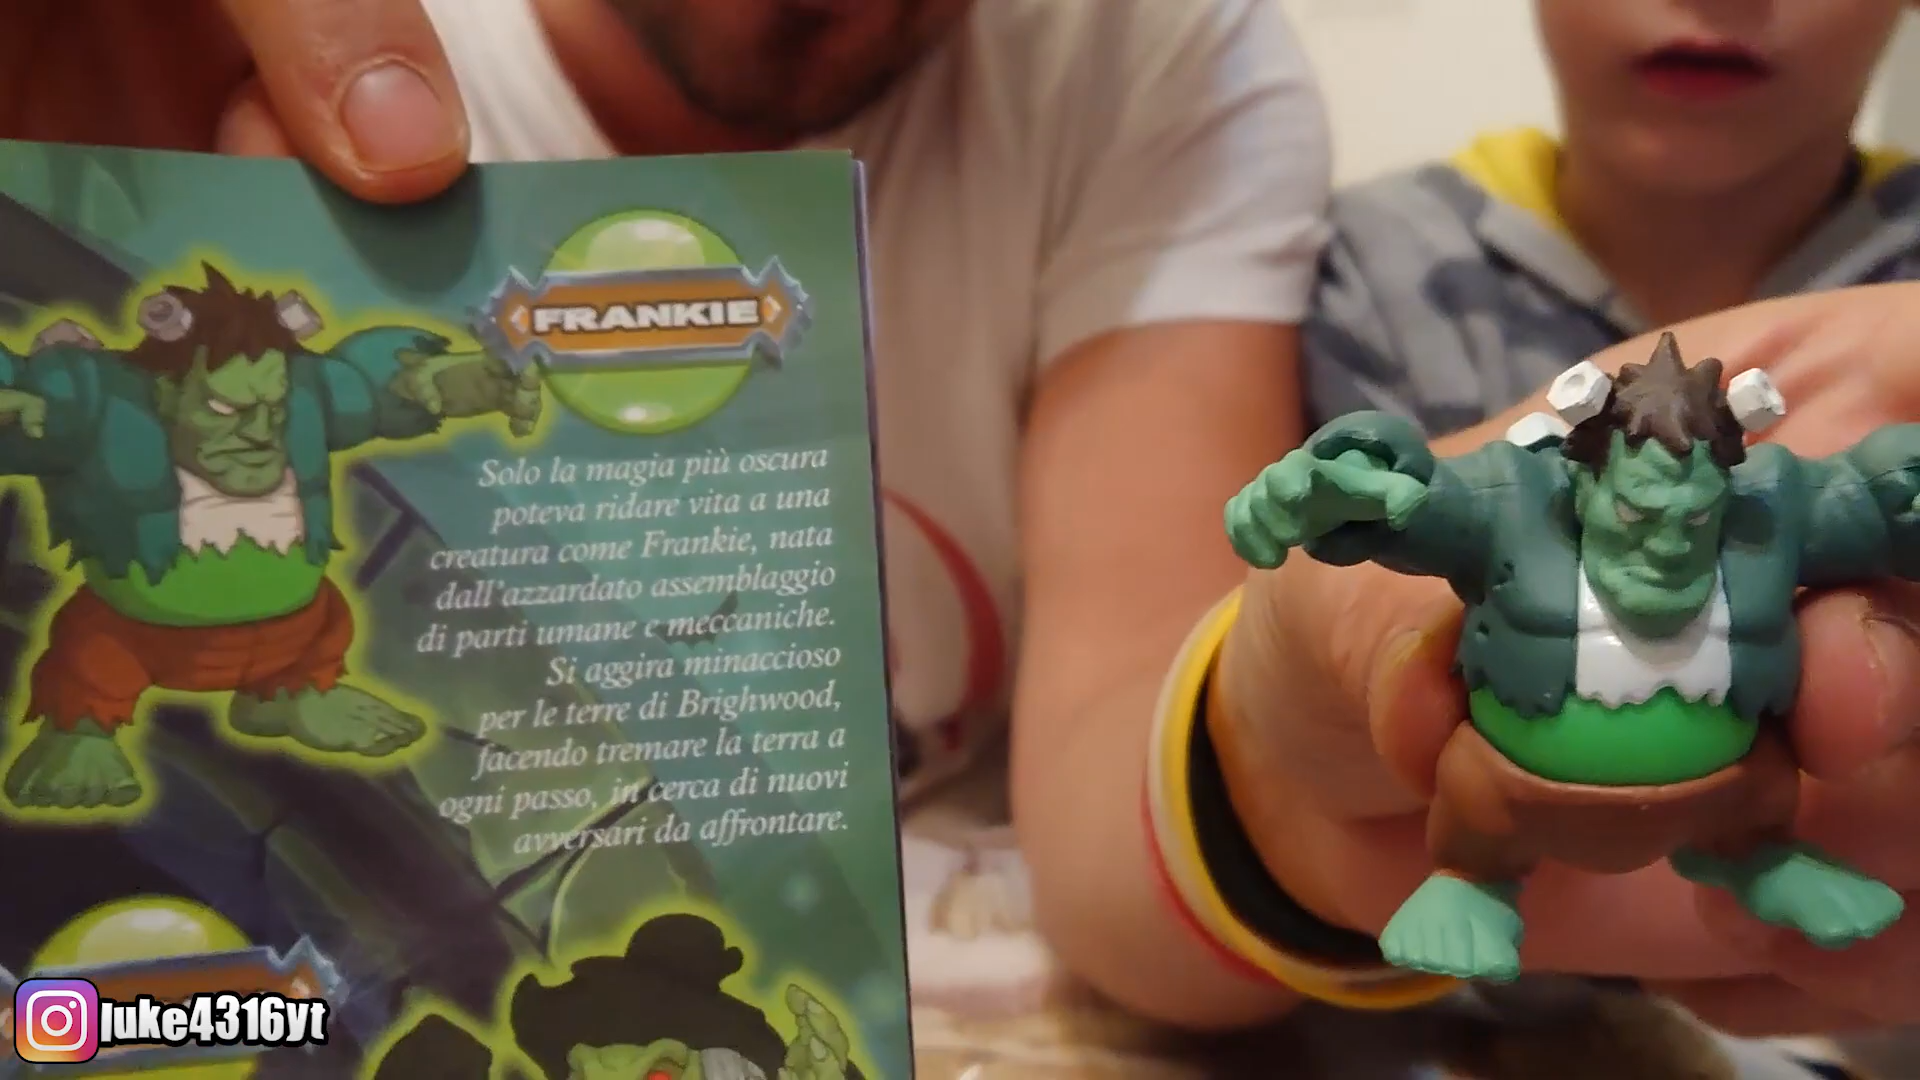 FRANKIE
Solo la magia più oscura
poteva ridare vita a una
creatura come Frankie, nata
dall'azzardato assemblaggio
di parti umane e meccaniche.
Si aggira minaccioso
per le terre di Brighwood,
facendo tremare la terra a
ogni passo, in cerca di nuovi
avversari da affrontare.
luke4316yt